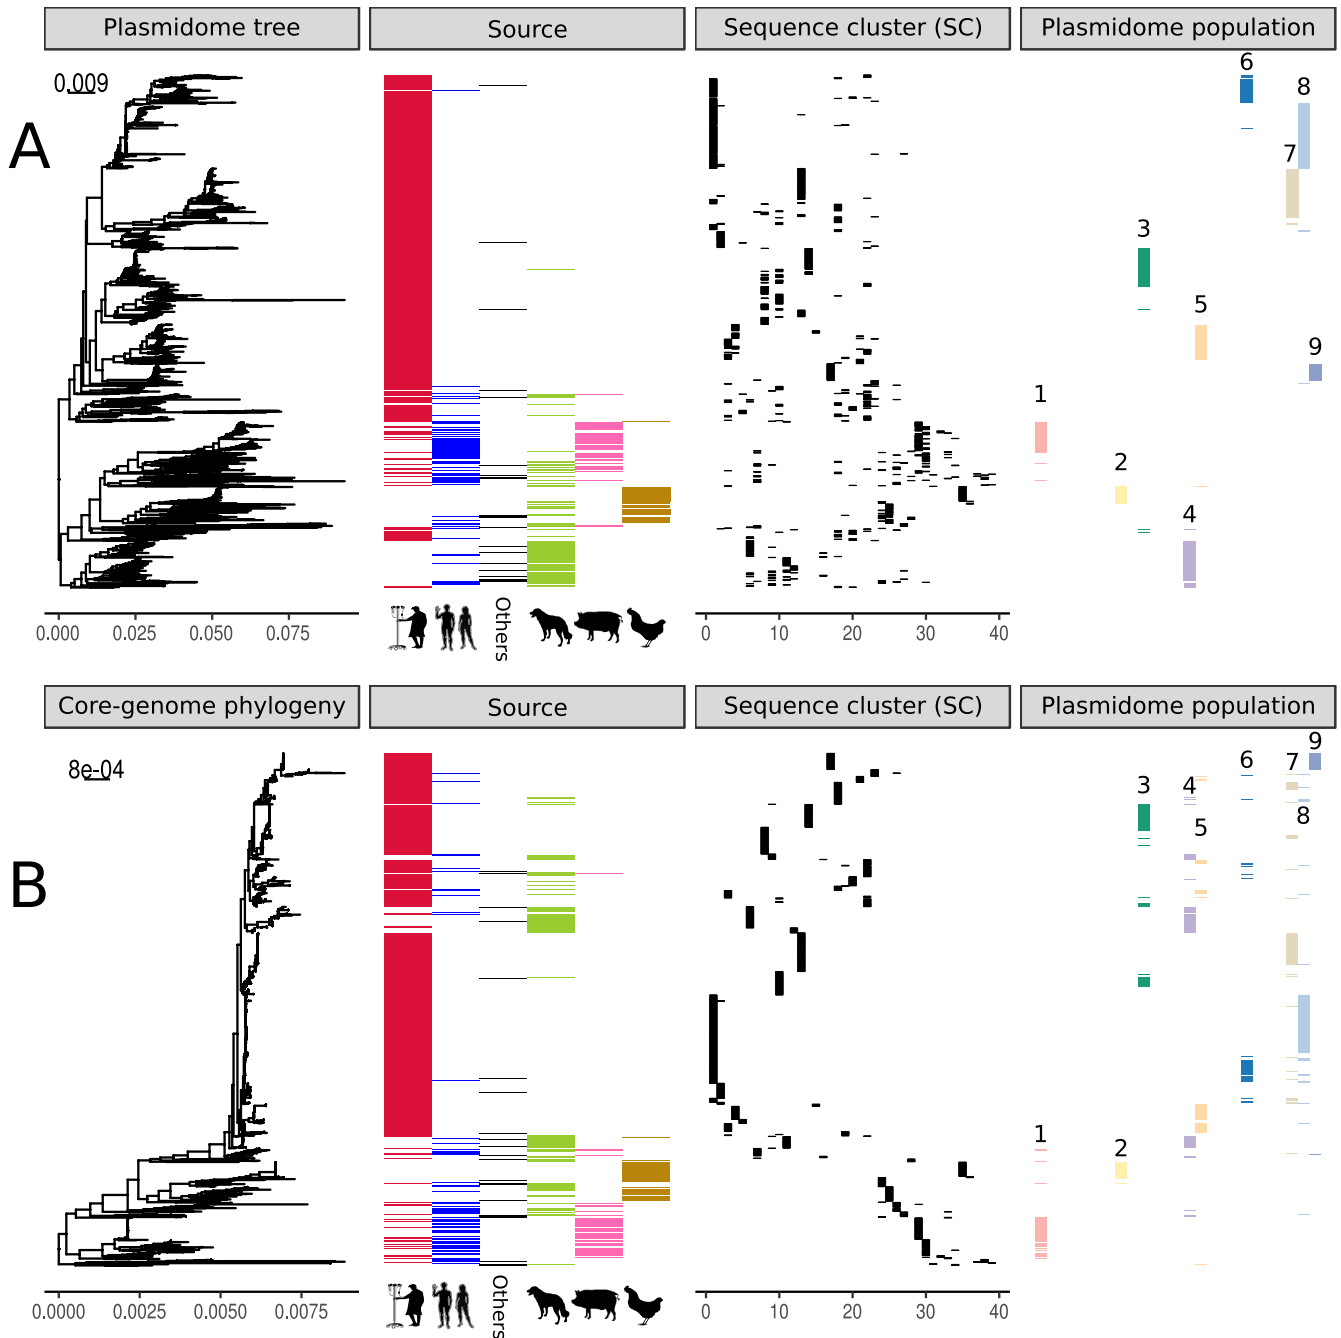 Plasmidome tree
Source
Sequence cluster (SC)
Plasmidome population
A
0.009
6
8
7
3
5
9
1
2
4
0.000 0.025 0.050 0.075
Others
0 10 20 30 40
Core-genome phylogeny
Source
Sequence cluster (SC)
Plasmidome population
B
8e-04
9
6
7
3
4
8
5
1
2
0.0000 0.0025 0.0050 0.0075
Others
0 10 20 30 40